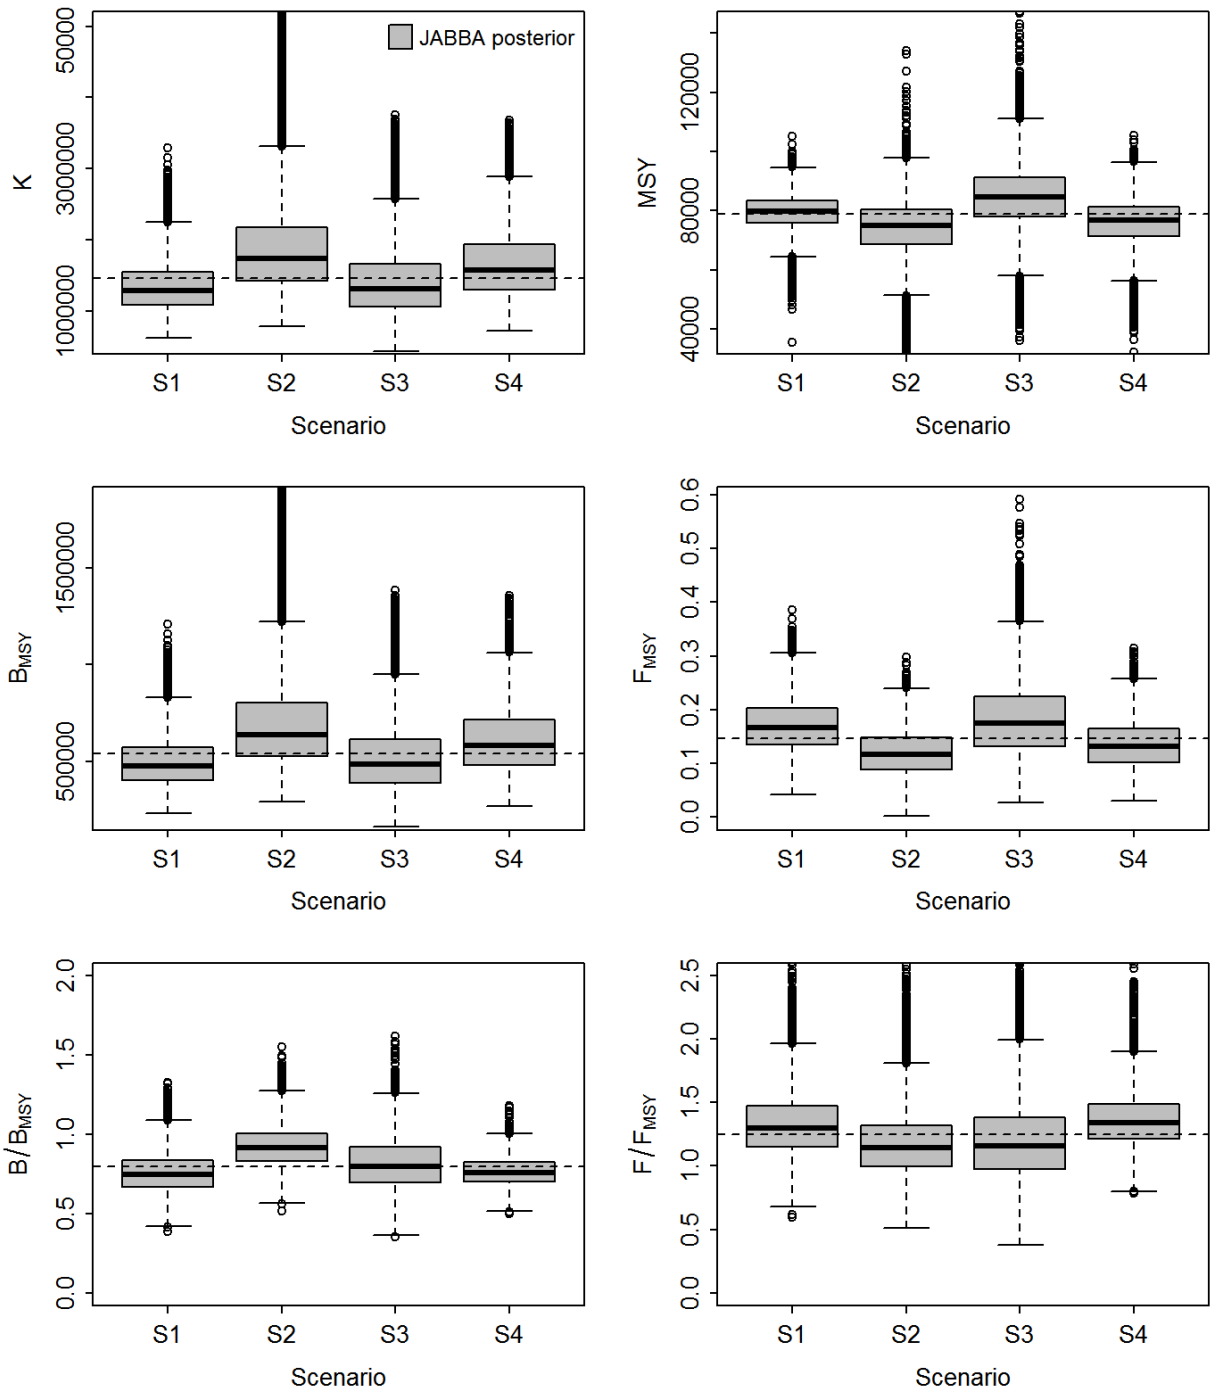 K
1000000
3000000
50000
JABBA posterior
S1 S2 S3 S4
Scenario
MSY
40000
80000
120000
S1 S2 S3 S4
Scenario
BMSY
500000
1500000
S1 S2 S3 S4
Scenario
FMSY
0.0 0.1 0.2 0.3 0.4 0.5 0.6
S1 S2 S3 S4
Scenario
B/BMSY
0.0 0.5 1.0 1.5 2.0
S1 S2 S3 S4
Scenario
F/FMSY
0.0 0.5 1.0 1.5 2.0 2.5
S1 S2 S3 S4
Scenario